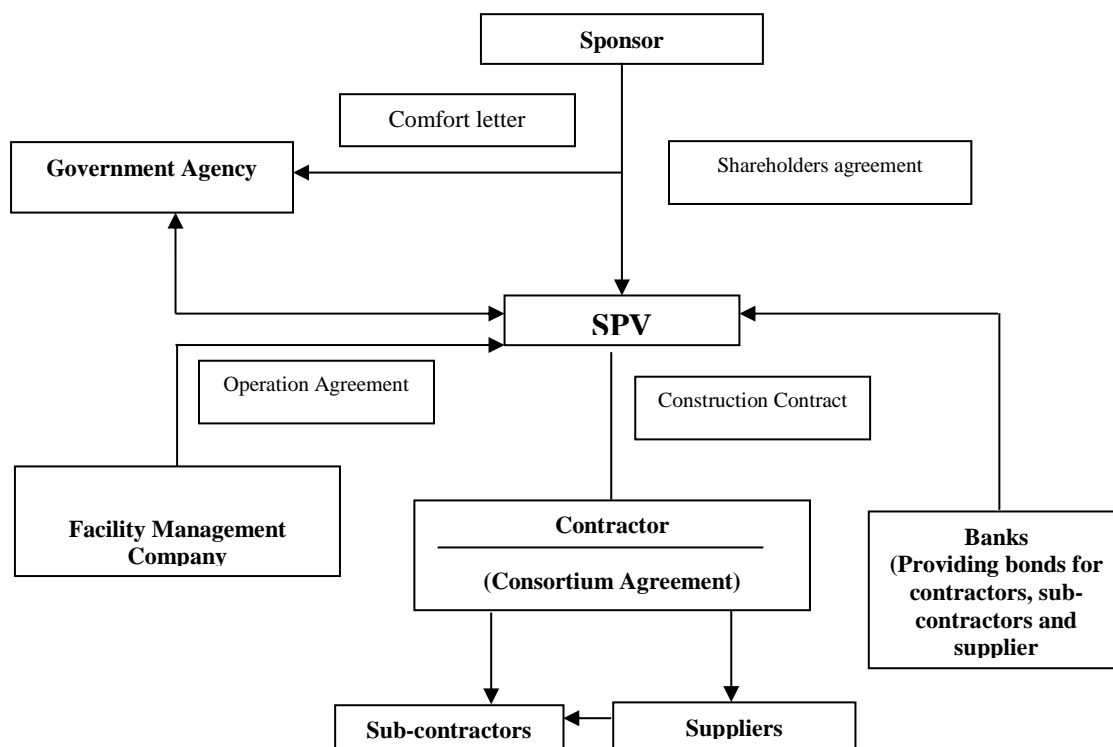 Sponsor
Comfort letter
Government Agency
Shareholders agreement
SPV
Operation Agreement
Construction Contract
Facility Management
Company
Contractor
(Consortium Agreement)
Banks
(Providing bonds for
contractors, sub-
contractors and
supplier
Sub-contractors
Suppliers